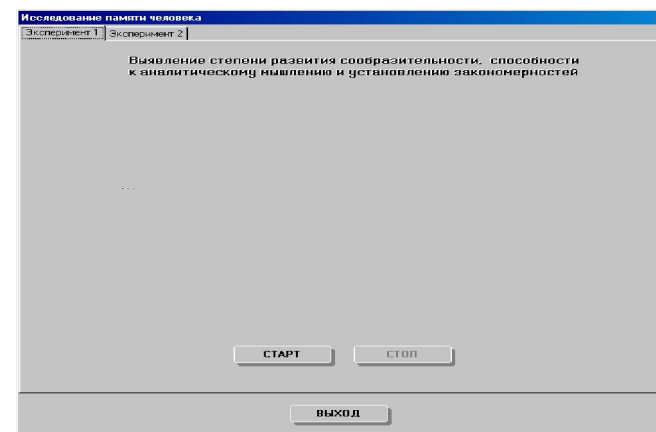 Исследование памяти человека
Эксперимент 1 Эксперимент 2
Выявление степени развития сообразительности, способности
к аналитическому мышлению и установлению закономерностей
...
СТАРТ СТОП
ВЫХОД